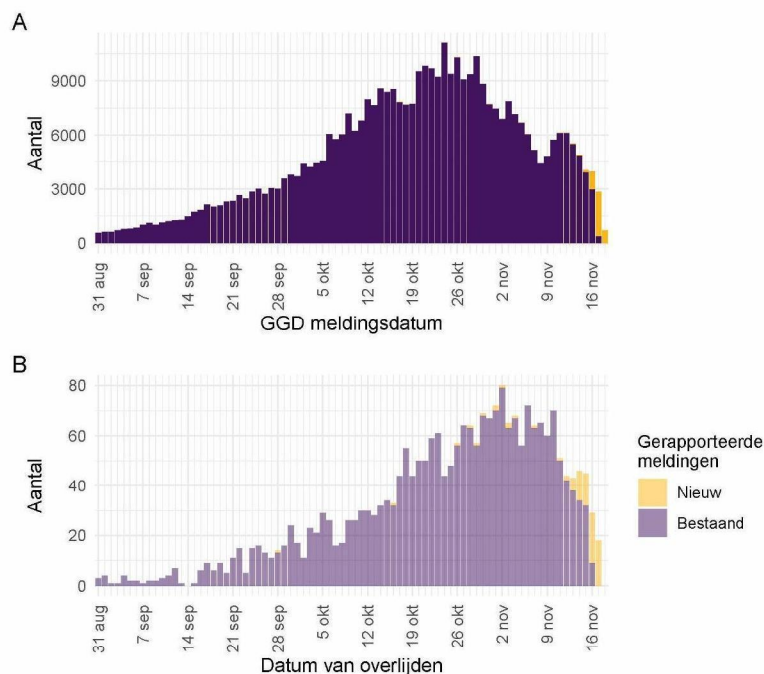 A
Aantal
9000
6000
3000
0
31 aug
7 sep
14 sep
21 sep
28 sep
5 okt
12 okt
19 okt
26 okt
2 nov
9 nov
16 nov
GGD meldingsdatum
B
Aantal
80
60
40
20
0
31 aug
7 sep
14 sep
21 sep
28 sep
5 okt
12 okt
19 okt
26 okt
2 nov
9 nov
16 nov
Datum van overlijden
Gerapporteerde
meldingen
Nieuw
Bestaand